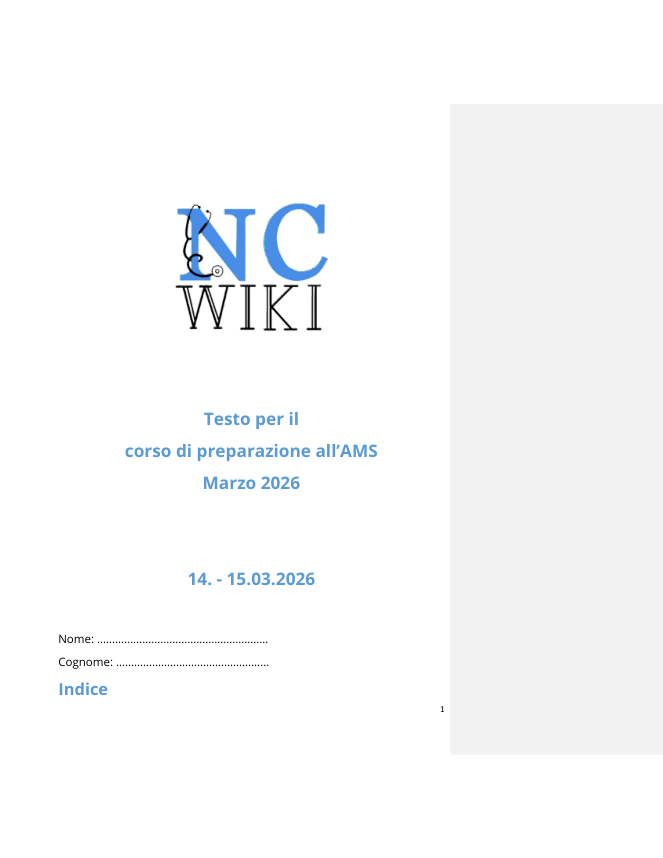 NC
WIKI
Testo per il
corso di preparazione all’AMS
Marzo 2026
14. - 15.03.2026
Nome: .........................................................
Cognome: ...................................................
Indice
1